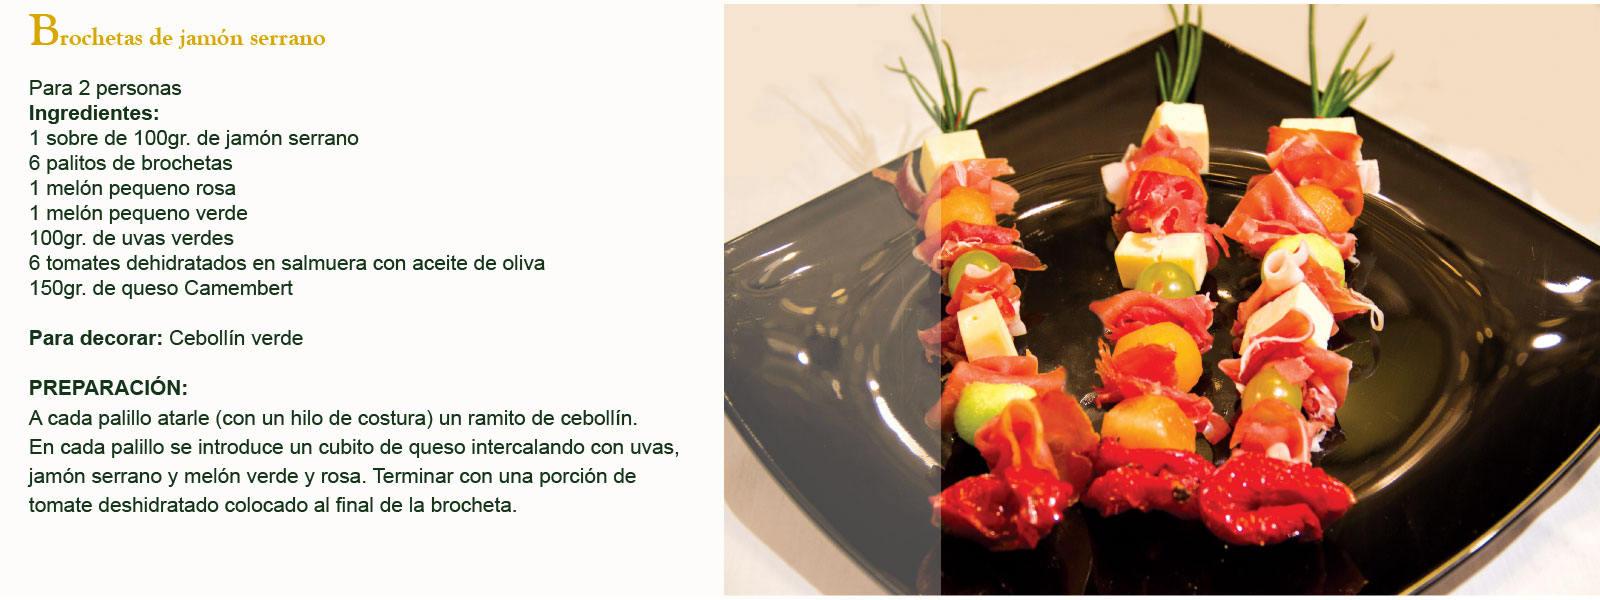 Brochetas de jamón serrano
Para 2 personas
Ingredientes:
1 sobre de 100gr. de jamón serrano
6 palitos de brochetas
1 melón pequeno rosa
1 melón pequeno verde
100gr. de uvas verdes
6 tomates dehidratados en salmuera con aceite de oliva
150gr. de queso Camembert
Para decorar: Cebollín verde
PREPARACIÓN:
A cada palillo atarle (con un hilo de costura) un ramito de cebollín.
En cada palillo se introduce un cubito de queso intercalando con uvas,
jamón serrano y melón verde y rosa. Terminar con una porción de
tomate deshidratado colocado al final de la brocheta.